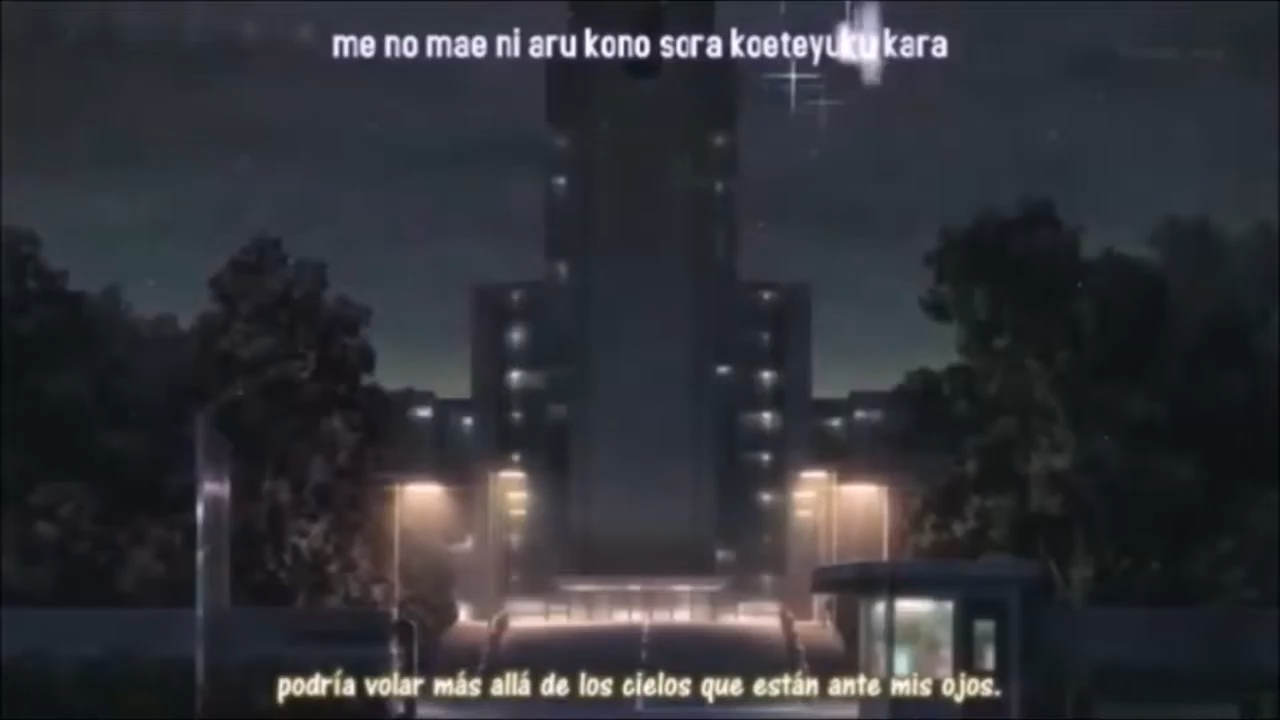 me no mae ni aru kono sora koeteyuku kara
podría volar más allá de los cielos que están ante mis ojos.